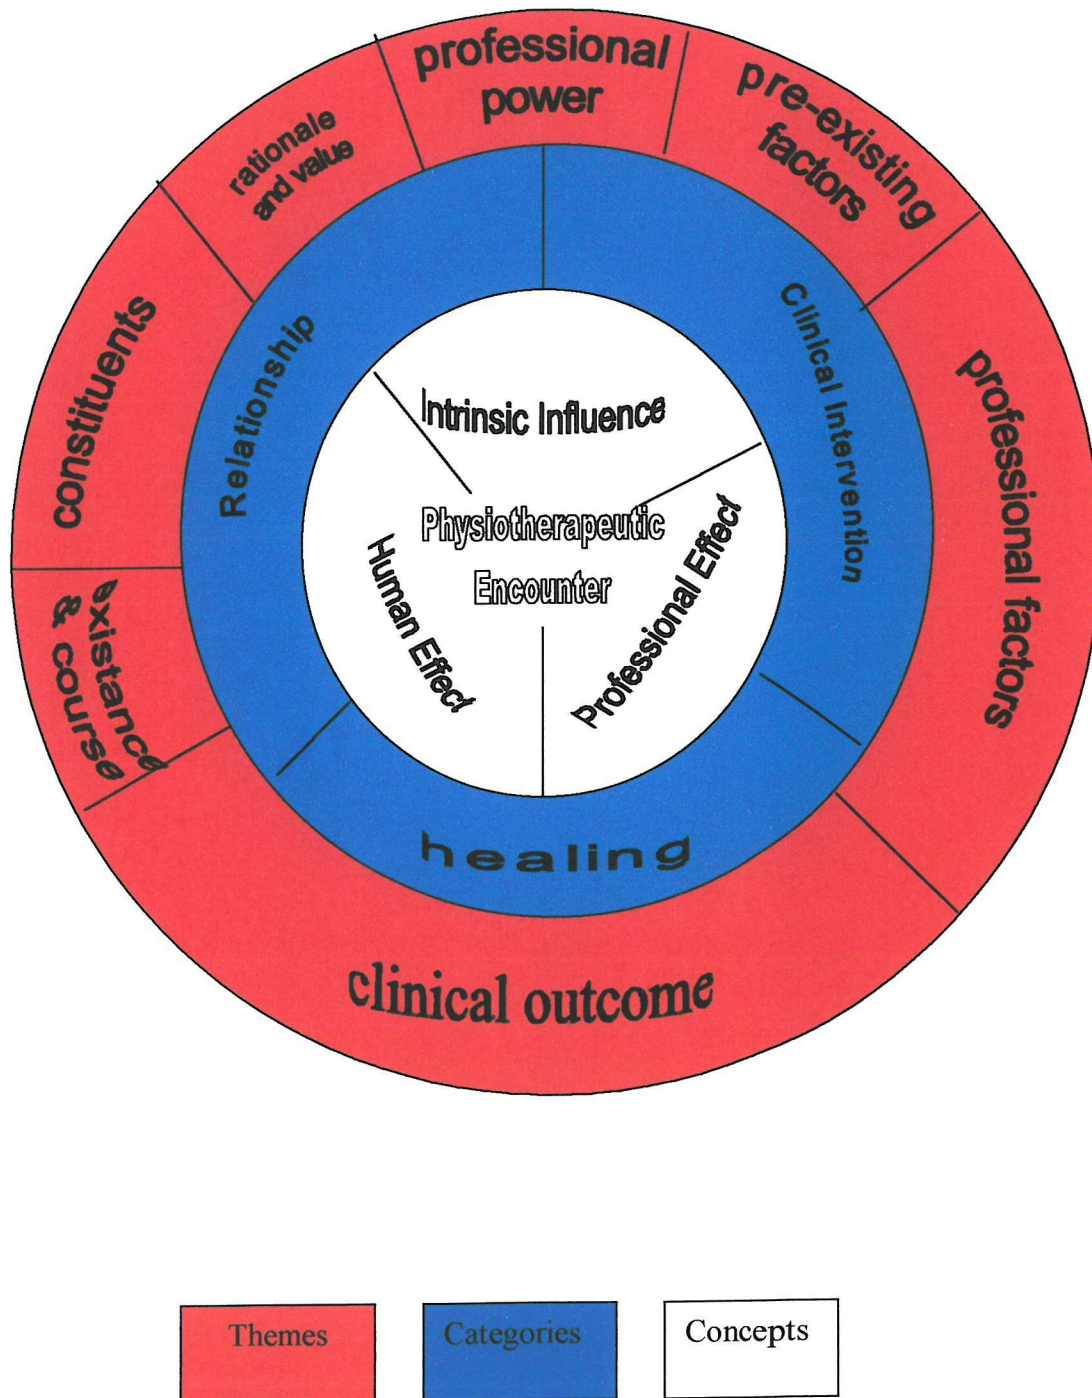 professional
power
pre-existing
factors
rationale
and value
constituents
existance
& course
professional factors
clinical outcome
Relationship
Clinical Intervention
healing
Intrinsic Influence
Physiotherapeutic
Encounter
Human Effect
Professional Effect
Themes
Categories
Concepts